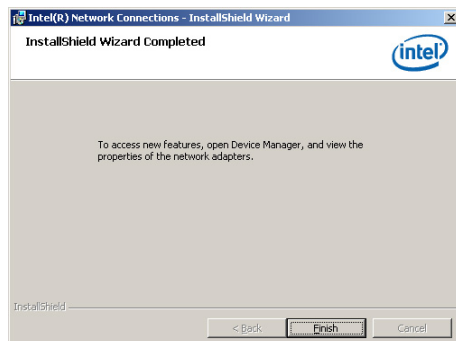 Intel(R) Network Connections - InstallShield Wizard
InstallShield Wizard Completed
intel
To access new features, open Device Manager, and view the
properties of the network adapters.
InstallShield
< Back
Finish
Cancel